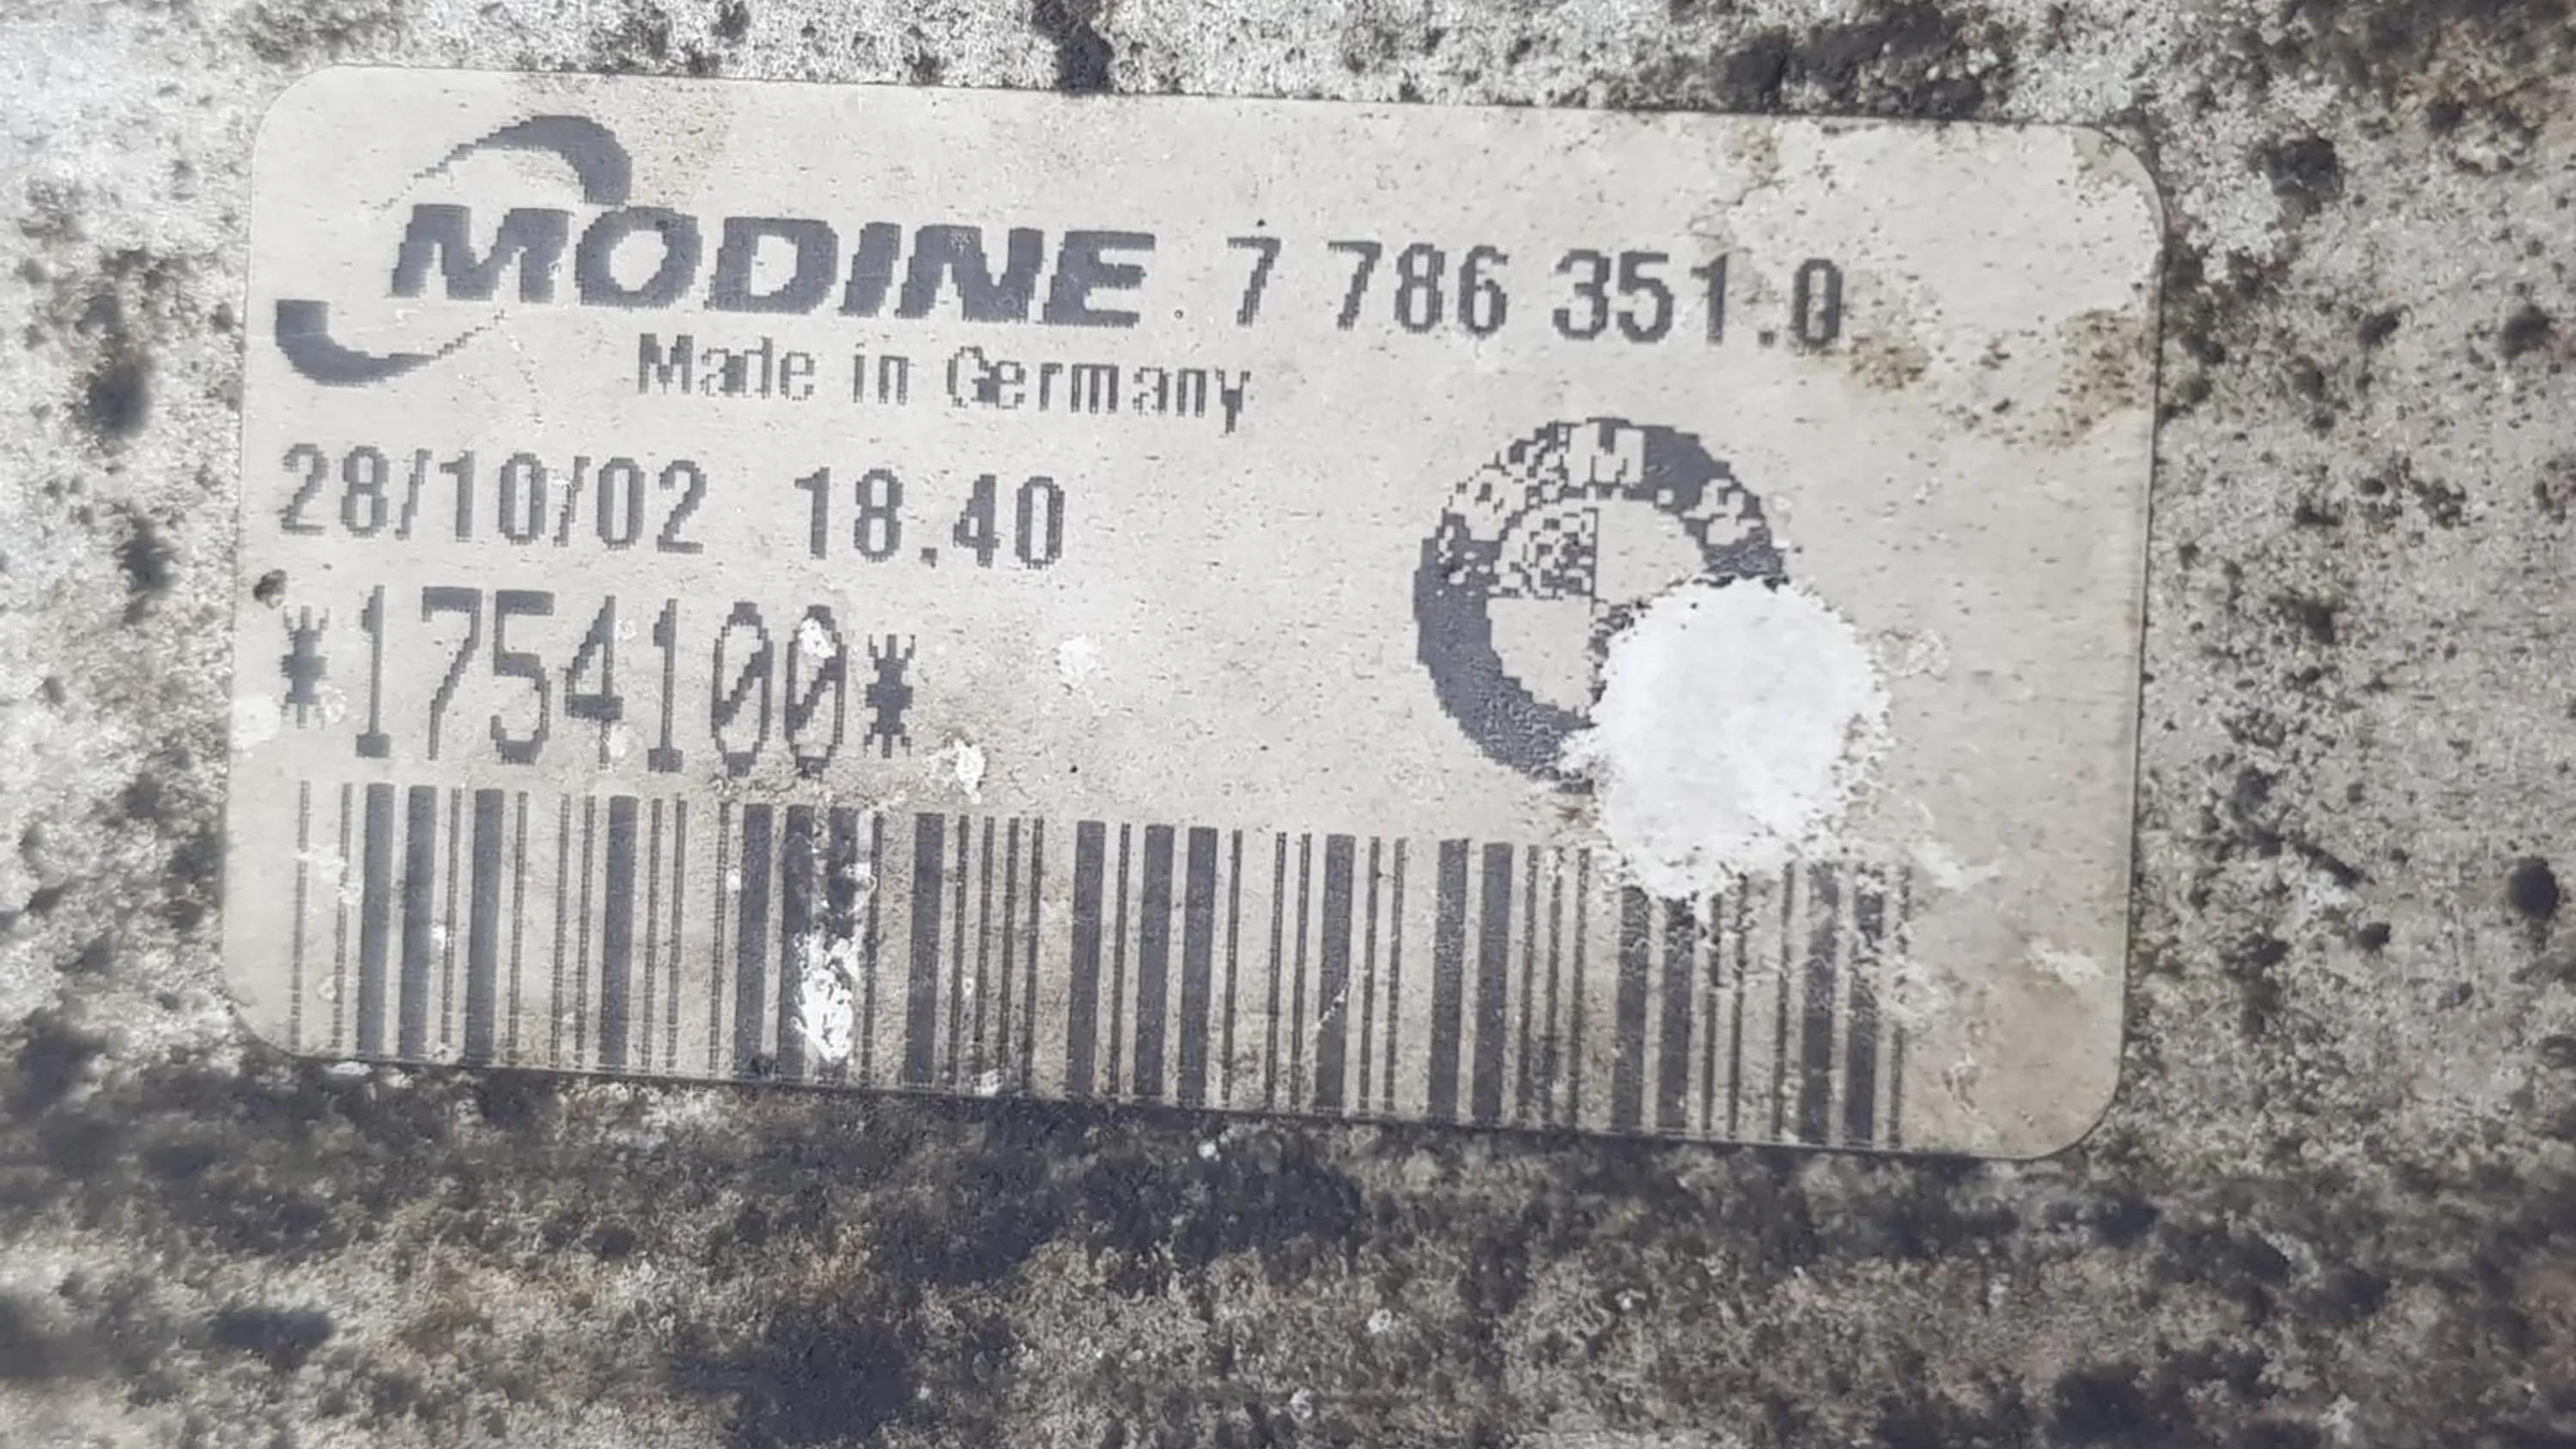 MODINE 7 786 351.0
Made in Germany
28/10/02 18.40
*1754100*